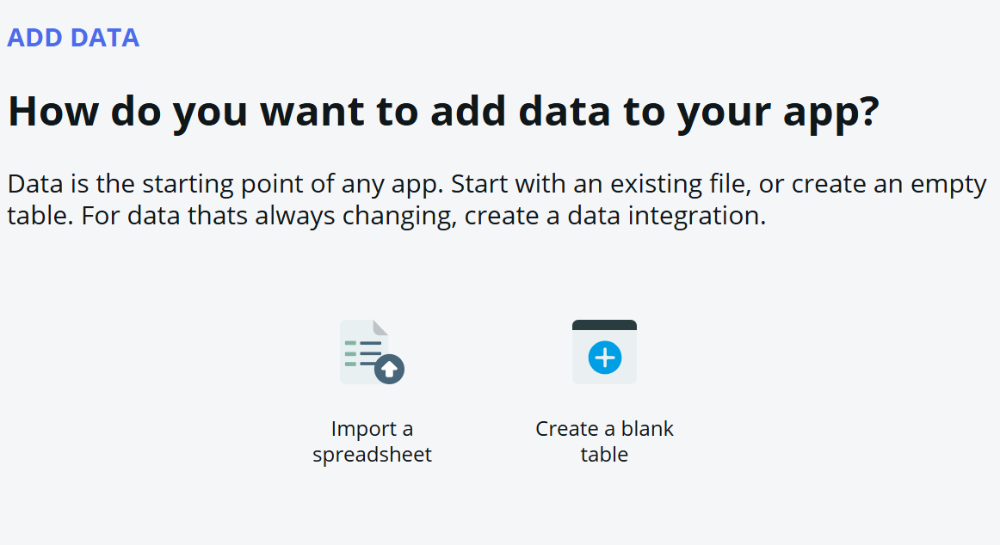 ADD DATA
How do you want to add data to your app?
Data is the starting point of any app. Start with an existing file, or create an empty
table. For data thats always changing, create a data integration.
Import a
spreadsheet
Create a blank
table